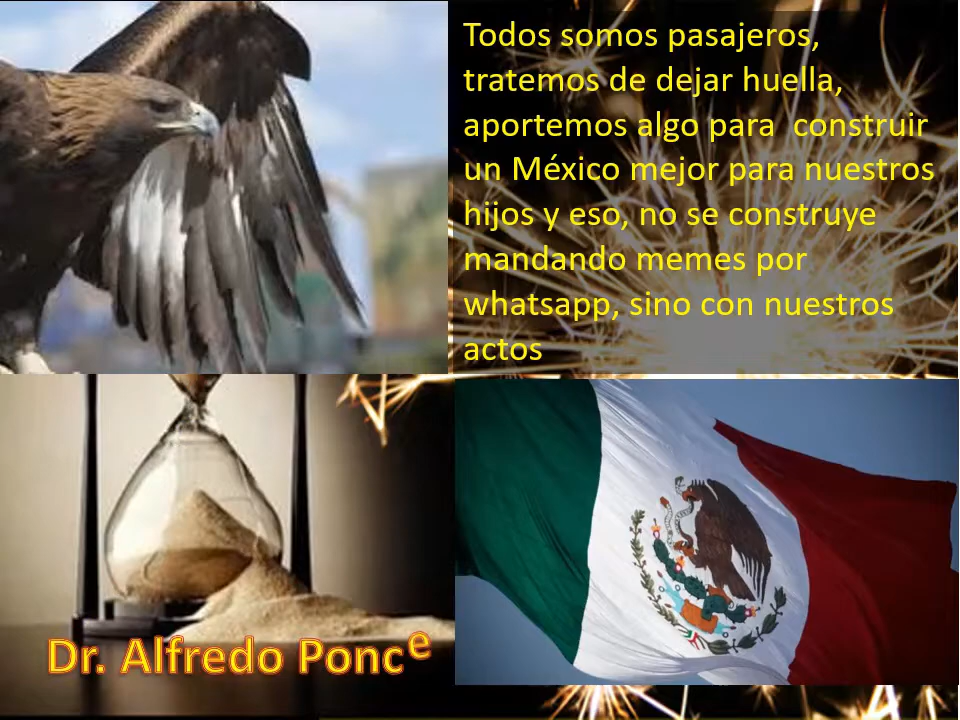 Todos somos pasajeros,
tratemos de dejar huella,
aportemos algo para  construir
un México mejor para nuestros
hijos y eso, no se construye
mandando memes por
whatsapp, sino con nuestros
actos
Dr. Alfredo Ponce